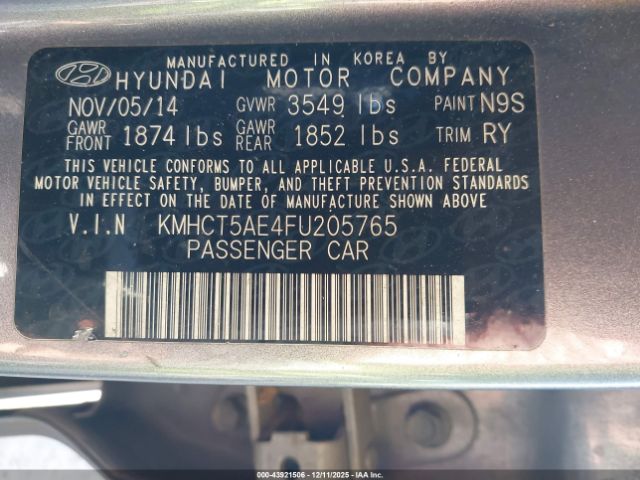 MANUFACTURED IN KOREA BY
HYUNDAI MOTOR COMPANY
NOV/05/14 GVWR 3549 lbs PAINT N9S
GAWR FRONT 1874 lbs GAWR REAR 1852 lbs TRIM RY
THIS VEHICLE CONFORMS TO ALL APPLICABLE U.S.A. FEDERAL
MOTOR VEHICLE SAFETY, BUMPER, AND THEFT PREVENTION
STANDARDS IN EFFECT ON THE DATE OF MANUFACTURE SHOWN ABOVE
V.I.N KMHCT5AE4FU205765
PASSENGER CAR
000-43921506 - 12/11/2025 - IAA Inc.